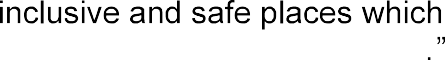 inclusive and safe places which
.”